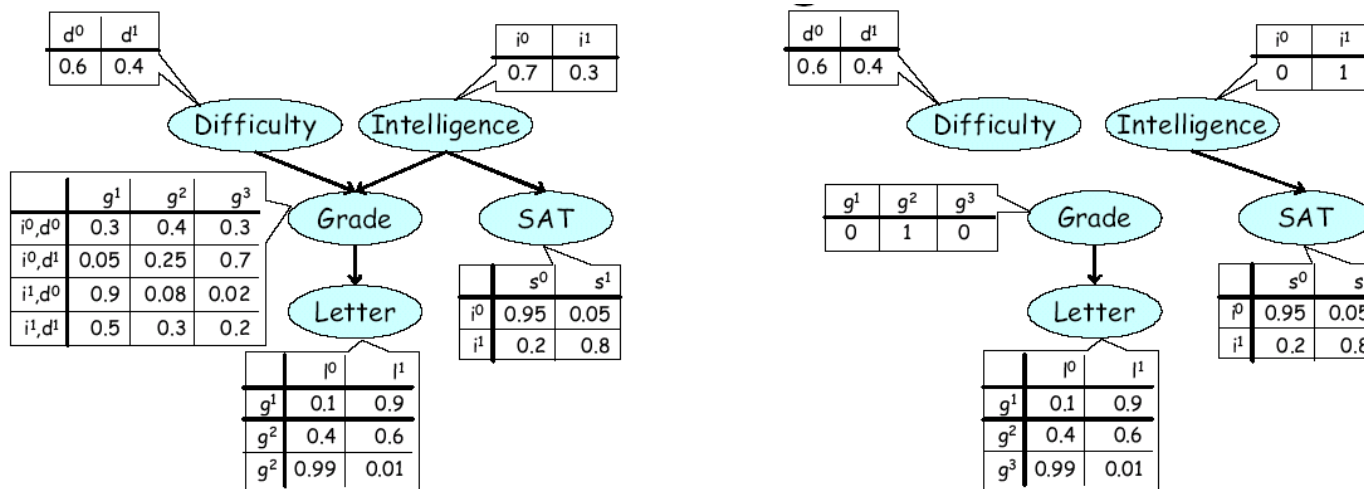 d⁰ d¹
0.6 0.4
i⁰ i¹
0.7 0.3
Difficulty
Intelligence
g¹ g² g³
i⁰,d⁰ 0.3 0.4 0.3
i⁰,d¹ 0.05 0.25 0.7
i¹,d⁰ 0.9 0.08 0.02
i¹,d¹ 0.5 0.3 0.2
Grade
SAT
s⁰ s¹
i⁰ 0.95 0.05
i¹ 0.2 0.8
Letter
l⁰ l¹
g¹ 0.1 0.9
g² 0.4 0.6
g² 0.99 0.01
d⁰ d¹
0.6 0.4
i⁰ i¹
0 1
Difficulty
Intelligence
g¹ g² g³
0 1 0
Grade
SAT
s⁰ s
i⁰ 0.95 0.05
i¹ 0.2 0.8
Letter
l⁰ l¹
g¹ 0.1 0.9
g² 0.4 0.6
g³ 0.99 0.01